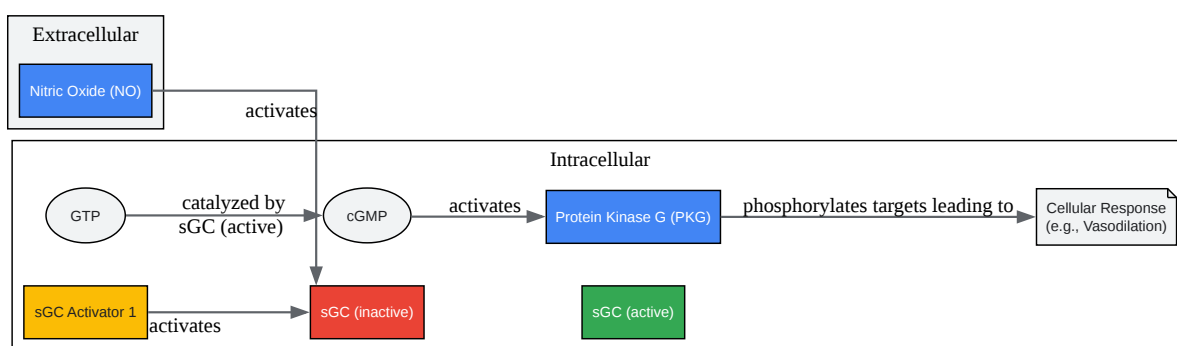 Extracellular
Nitric Oxide (NO)
activates
Intracellular
GTP
catalyzed by
sGC (active)
cGMP
activates
Protein Kinase G (PKG)
phosphorylates targets leading to
Cellular Response
(e.g., Vasodilation)
sGC Activator 1
activates
sGC (inactive)
sGC (active)